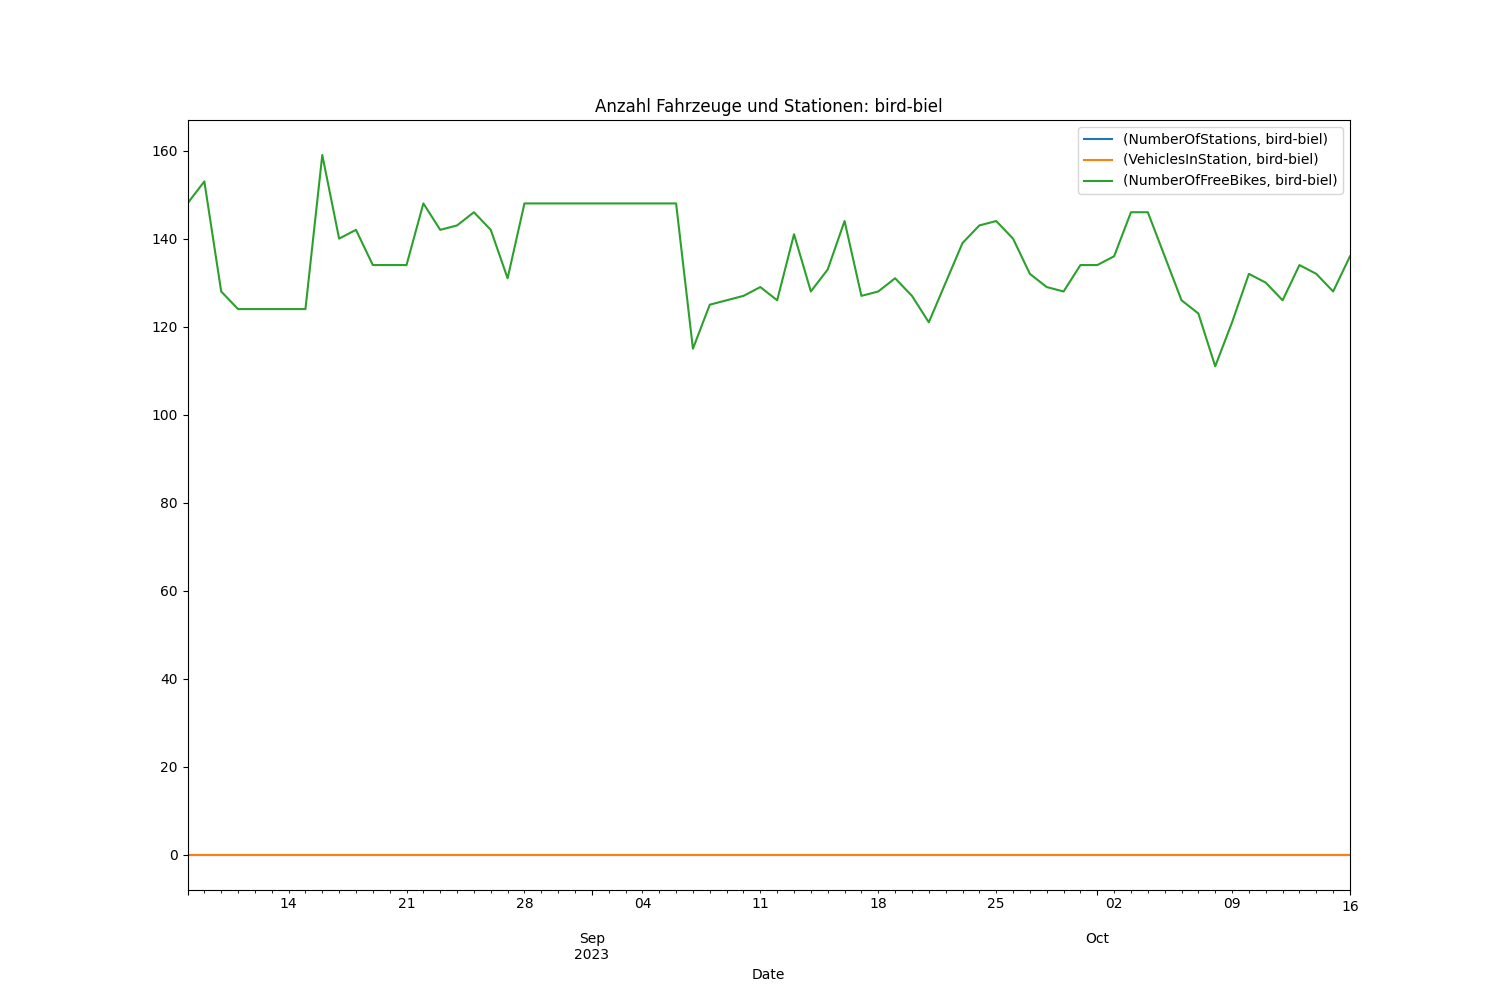 Anzahl Fahrzeuge und Stationen: bird-biel
(NumberOfStations, bird-biel)
(VehiclesInStation, bird-biel)
(NumberOfFreeBikes, bird-biel)
160
140
120
100
80
60
40
20
0
14 21 28 04 11 18 25 02 09 16
Sep Oct
2023
Date